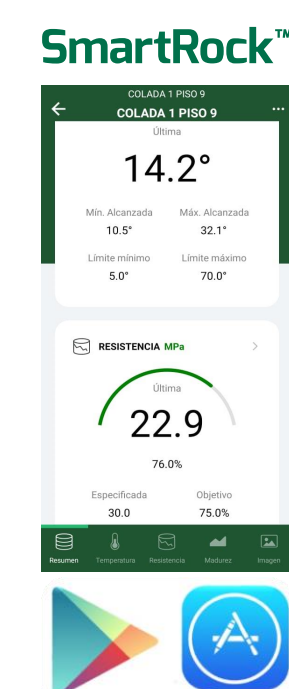 SmartRock™
COLADA 1 PISO 9
COLADA 1 PISO 9
Última
14.2°
Mín. Alcanzada Máx. Alcanzada
10.5° 32.1°
Límite mínimo Límite máximo
5.0° 70.0°
RESISTENCIA MPa
Última
22.9
76.0%
Especificada Objetivo
30.0 75.0%
Resumen Temperatura Resistencia Madurez Imagen